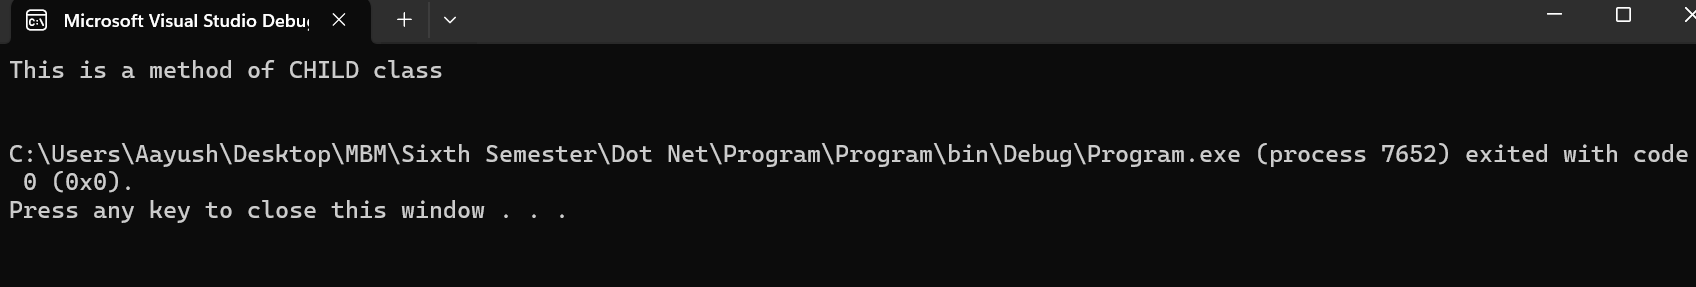 Microsoft Visual Studio Debu
This is a method of CHILD class
C:\Users\Aayush\Desktop\MBM\Sixth Semester\Dot Net\Program\Program\bin\Debug\Program.exe (process 7652) exited with code
 0 (0x0).
Press any key to close this window . . .